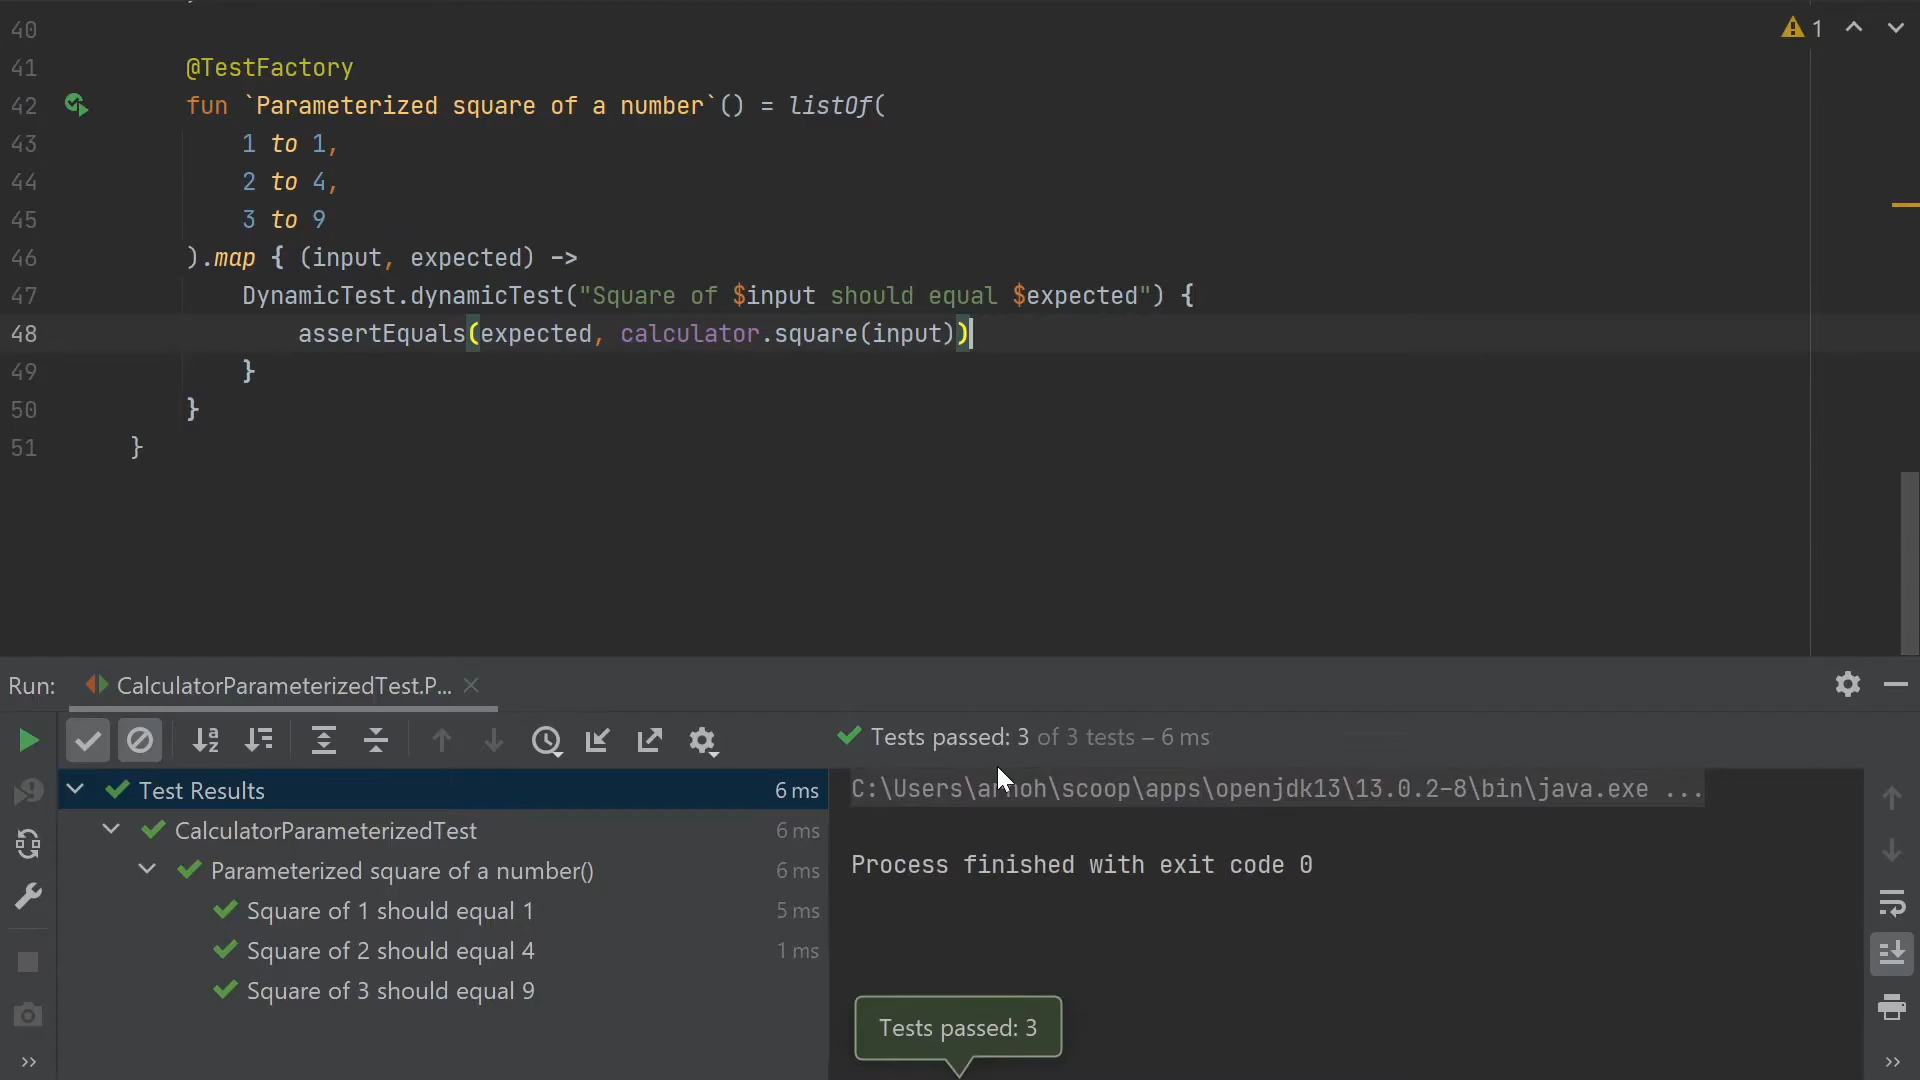 40
41 @TestFactory
42 fun `Parameterized square of a number`() = listOf(
43 1 to 1,
44 2 to 4,
45 3 to 9
46 ).map { (input, expected) ->
47 DynamicTest.dynamicTest("Square of $input should equal $expected") {
48 assertEquals(expected, calculator.square(input))
49 }
50 }
51 }
1
Run: CalculatorParameterizedTest.P...
Tests passed: 3 of 3 tests – 6 ms
Test Results 6 ms
CalculatorParameterizedTest 6 ms
Parameterized square of a number() 6 ms
Square of 1 should equal 1 5 ms
Square of 2 should equal 4 1 ms
Square of 3 should equal 9
C:\Users\arnoh\scoop\apps\openjdk13\13.0.2-8\bin\java.exe ...
Process finished with exit code 0
Tests passed: 3